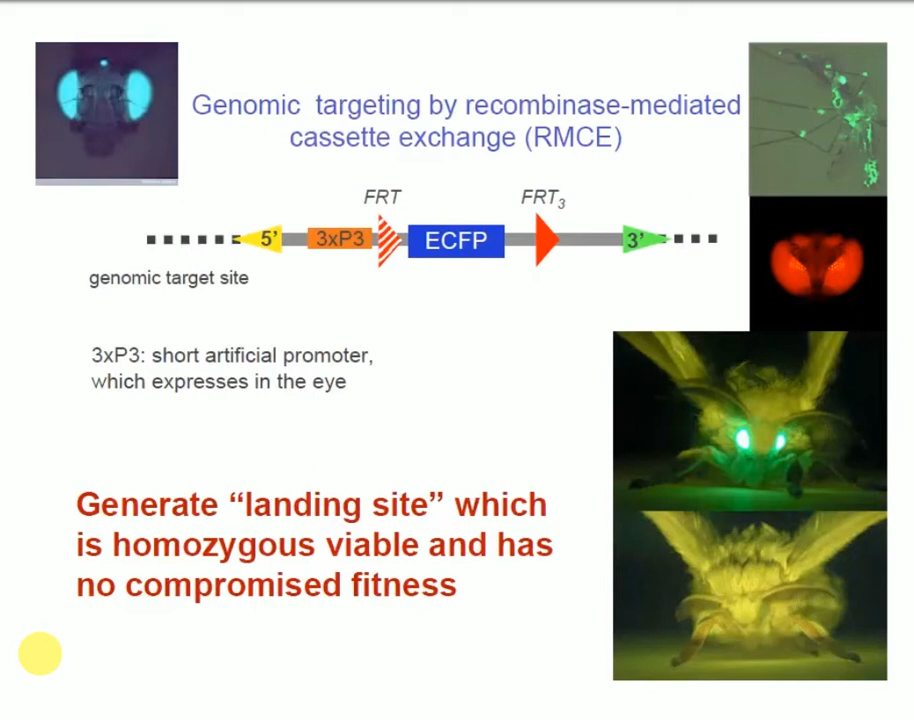 Genomic targeting by recombinase-mediated
cassette exchange (RMCE)
FRT
FRT3
5’
3xP3
ECFP
3’
genomic target site
3xP3: short artificial promoter,
which expresses in the eye
Generate “landing site” which
is homozygous viable and has
no compromised fitness